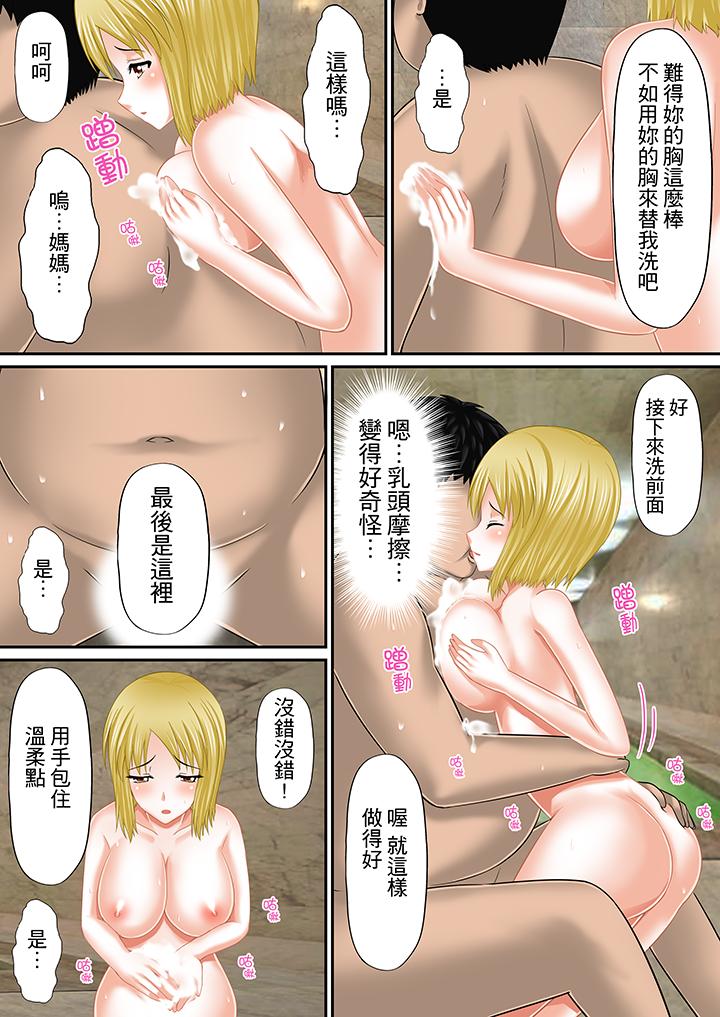 難得妳的胸這麼棒
不如用妳的胸來替我洗吧
…是
這樣嗎…
呵呵
蹭動
嗚…媽媽…
咕啾
咕啾
好
接下來洗前面
嗯…乳頭摩擦…
變得好奇怪…
蹭動
蹭動
咕啾
咕啾
咕啾
咕啾
喔 就這樣
做得好
最後是這裡
是…
沒錯沒錯！
用手包住
溫柔點
是…
咕啾
咕啾
咕啾